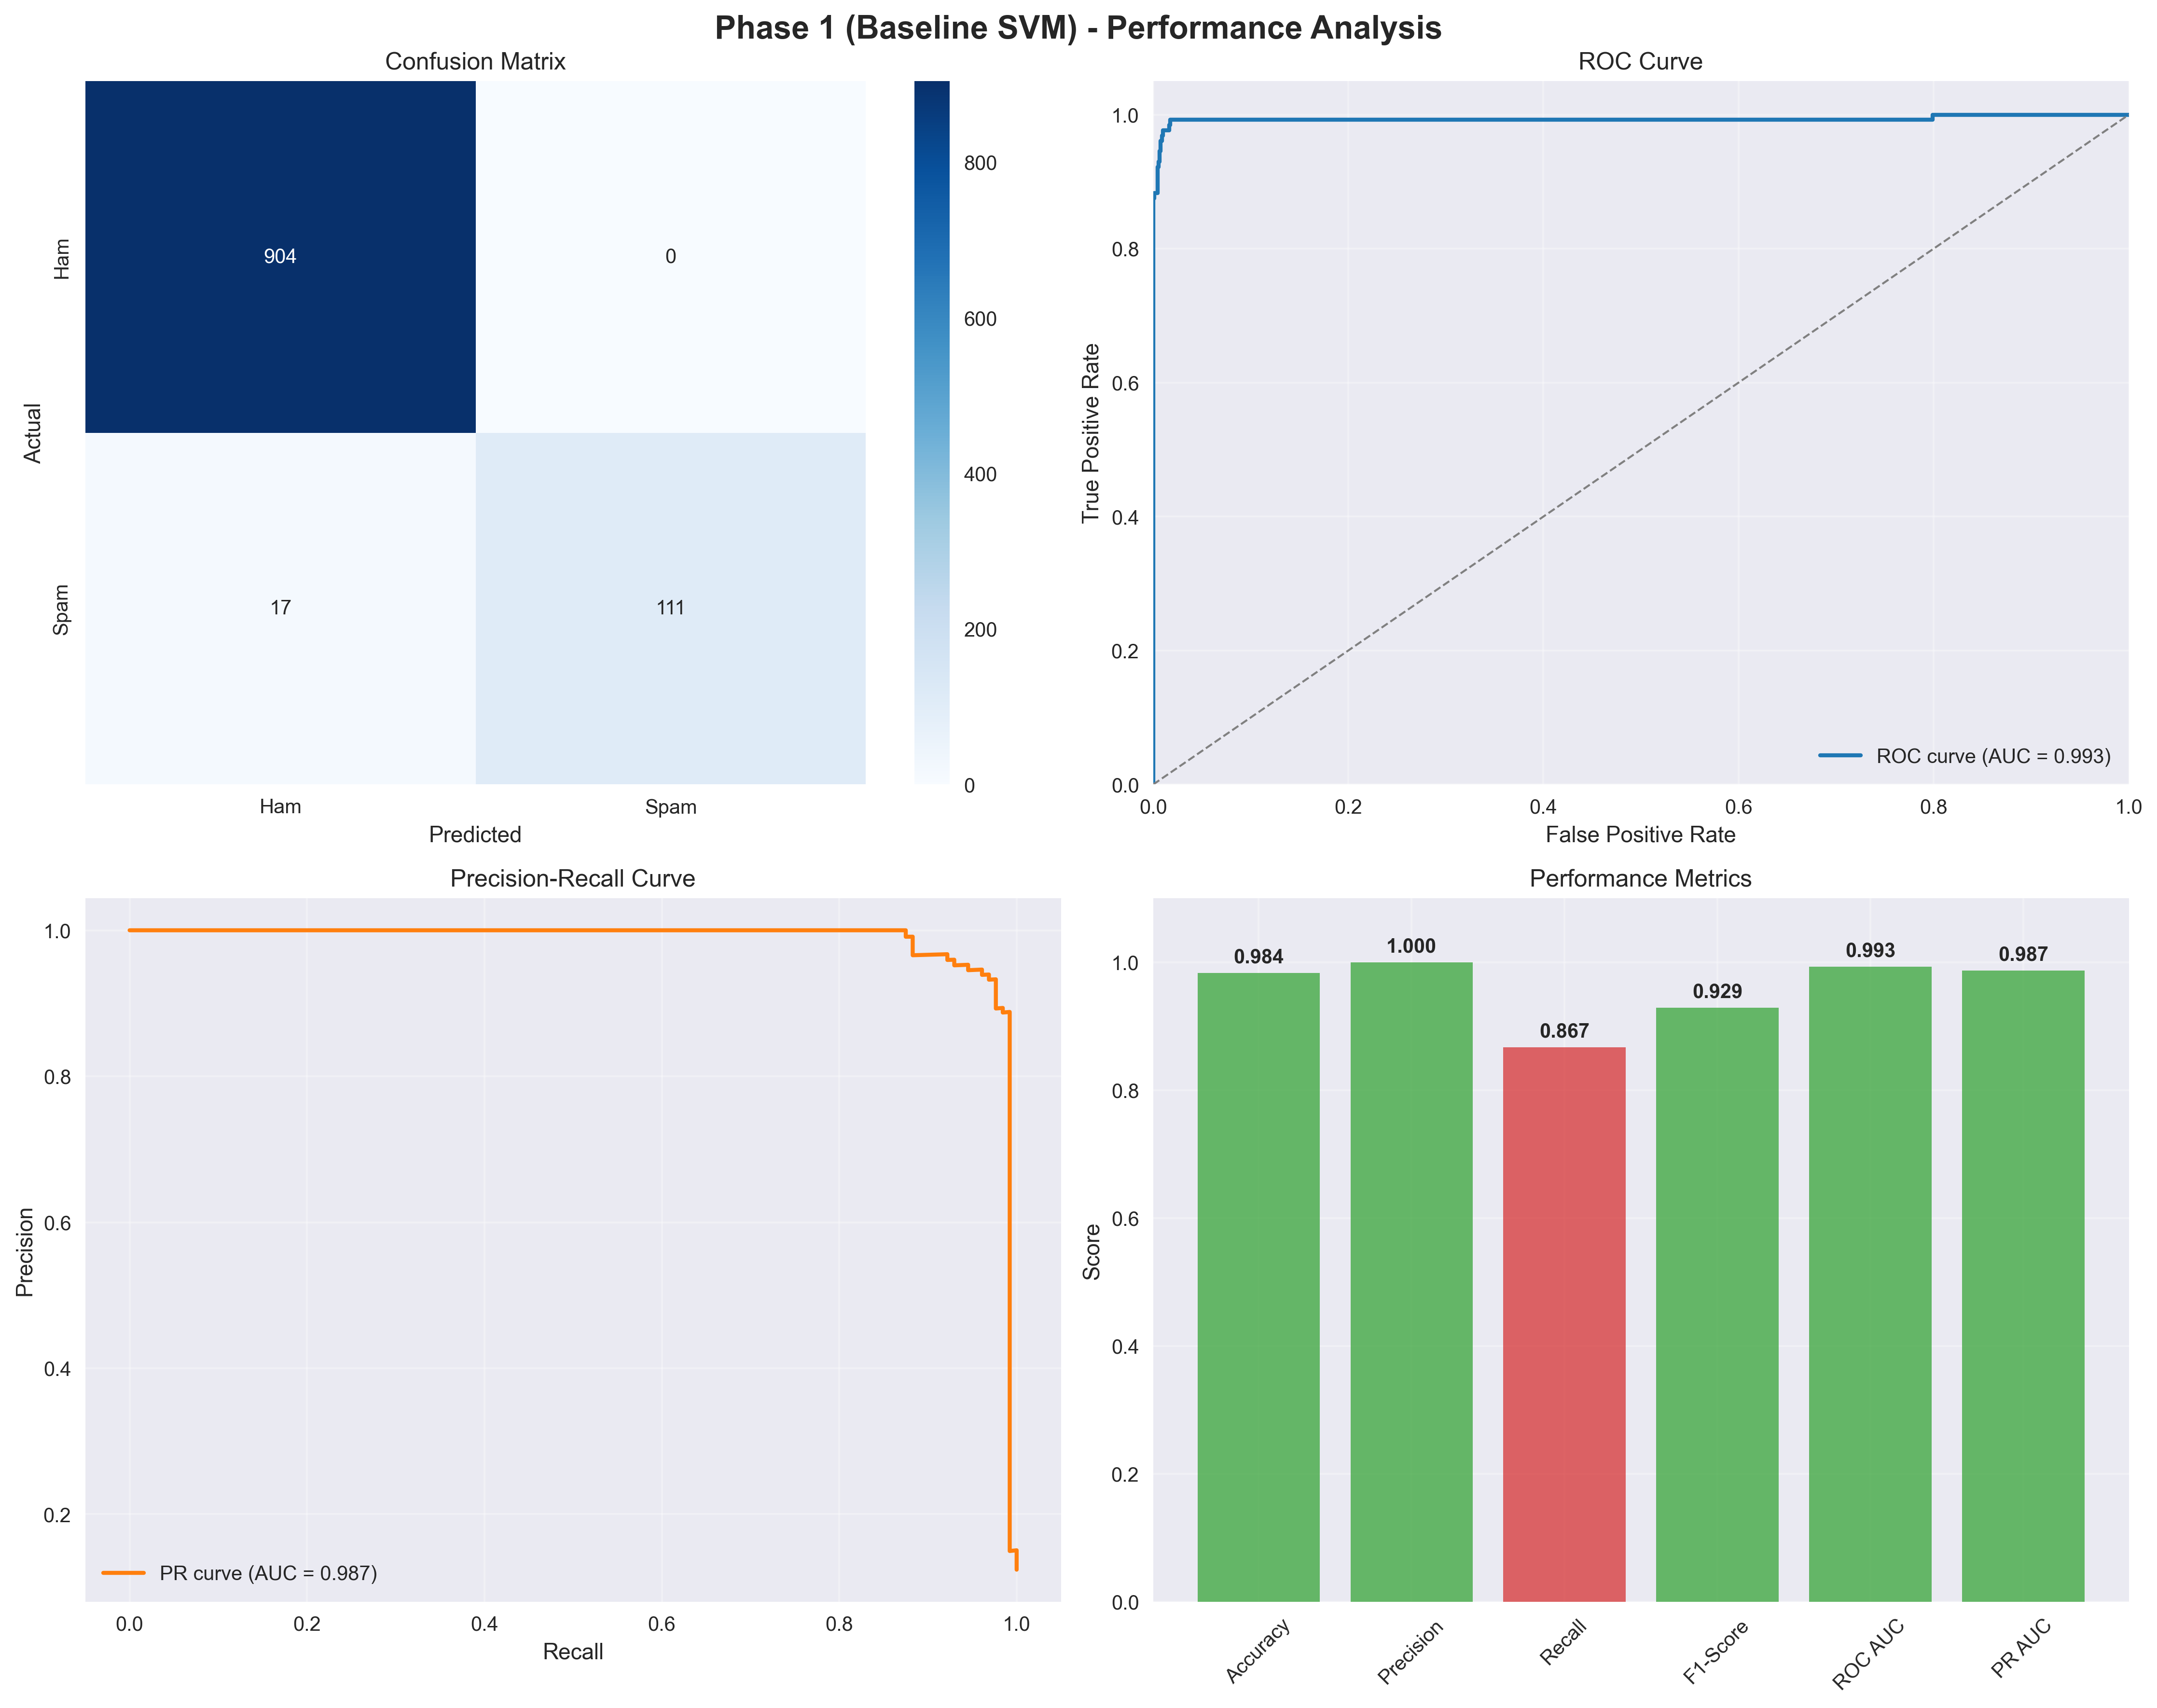 Phase 1 (Baseline SVM) - Performance Analysis
Confusion Matrix
Ham
Spam
Actual
904
0
17
111
Ham
Spam
Predicted
800
600
400
200
0
ROC Curve
True Positive Rate
1.0
0.8
0.6
0.4
0.2
0.0
0.0
0.2
0.4
0.6
0.8
1.0
False Positive Rate
ROC curve (AUC = 0.993)
Precision-Recall Curve
Precision
1.0
0.8
0.6
0.4
0.2
PR curve (AUC = 0.987)
0.0
0.2
0.4
0.6
0.8
1.0
Recall
Performance Metrics
Score
1.0
0.8
0.6
0.4
0.2
0.0
0.984
1.000
0.867
0.929
0.993
0.987
Accuracy
Precision
Recall
F1-Score
ROC AUC
PR AUC